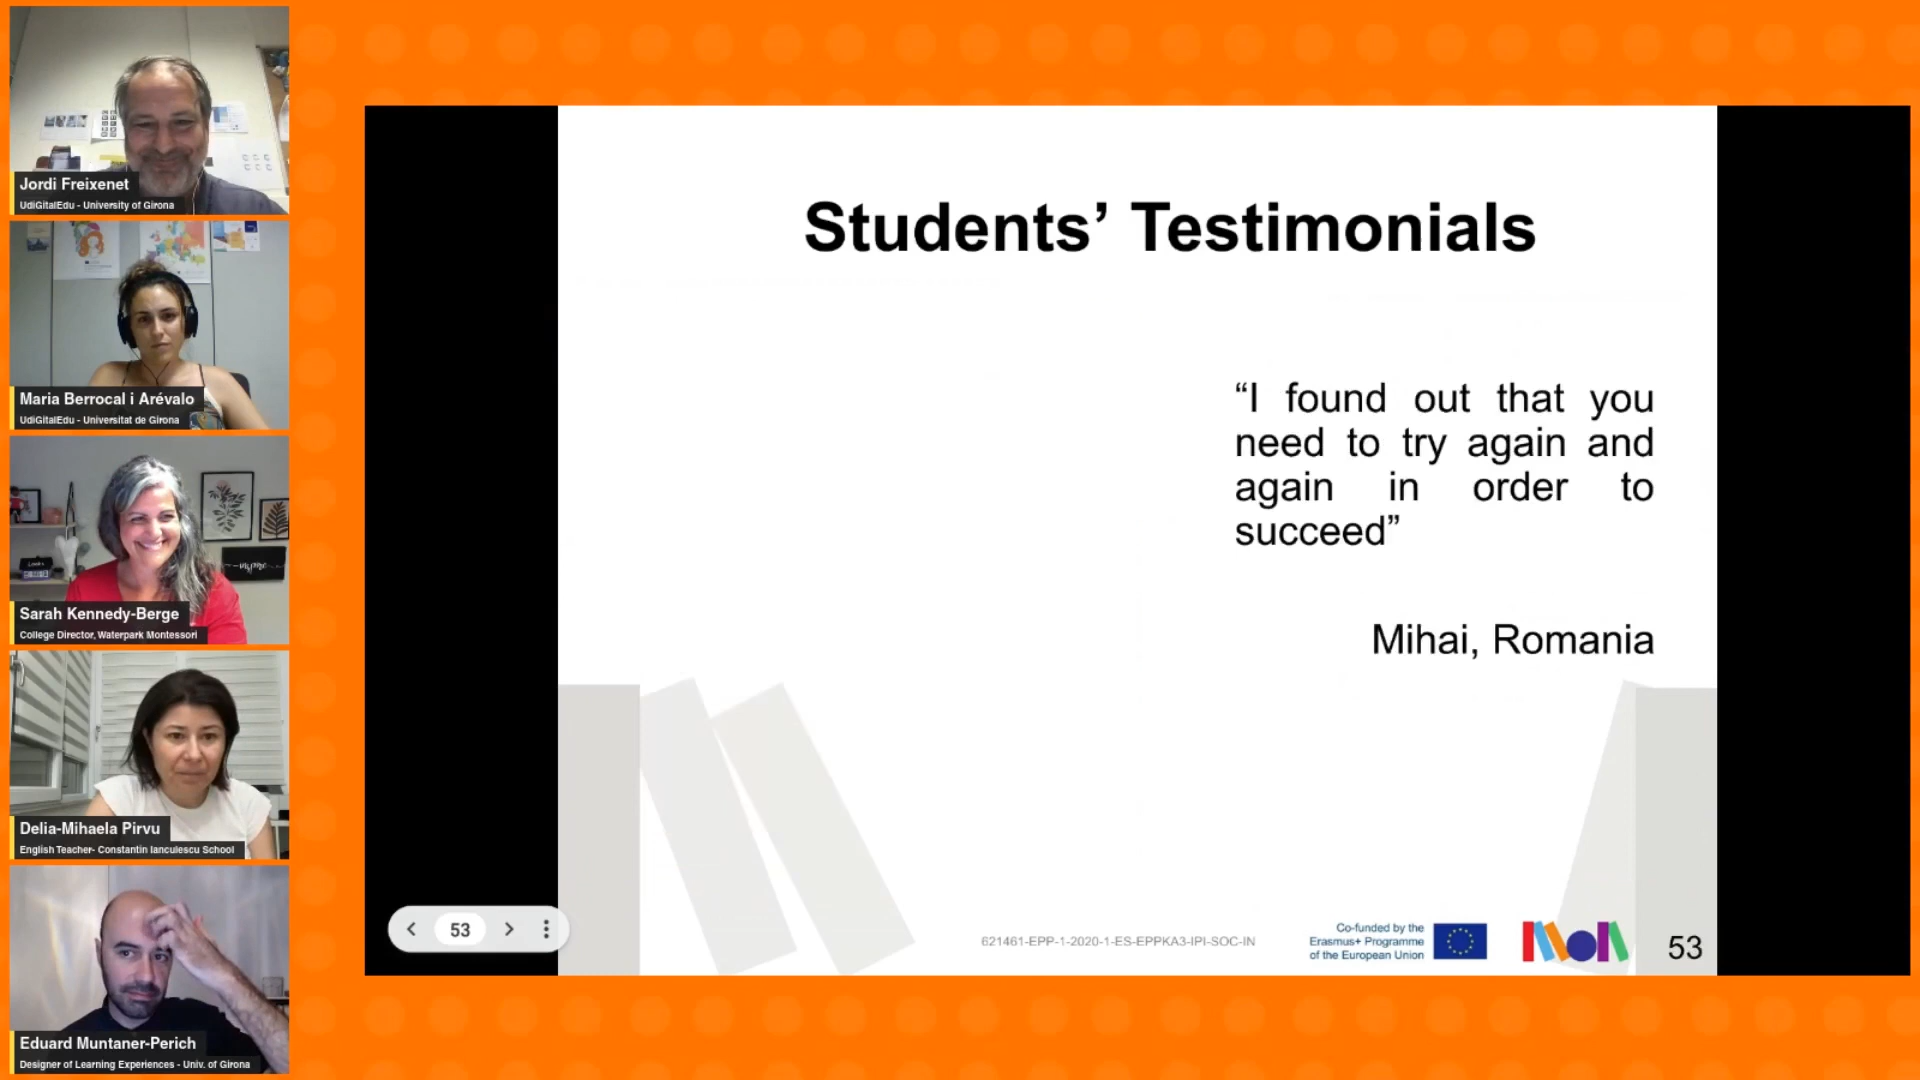 Jordi Freixenet
UdiGitalEdu - University of Girona
Maria Berrocal i Arévalo
UdiGitalEdu - Universitat de Girona
Sarah Kennedy-Berge
College Director, Waterpark Montessori
Delia-Mihaela Pirvu
English Teacher- Constantin Ianculescu School
Eduard Muntaner-Perich
Designer of Learning Experiences - Univ. of Girona
Students’ Testimonials
“I found out that you
need to try again and
again in order to
succeed”
Mihai, Romania
53
621461-EPP-1-2020-1-ES-EPPKA3-IPI-SOC-IN
Co-funded by the
Erasmus+ Programme
of the European Union
53